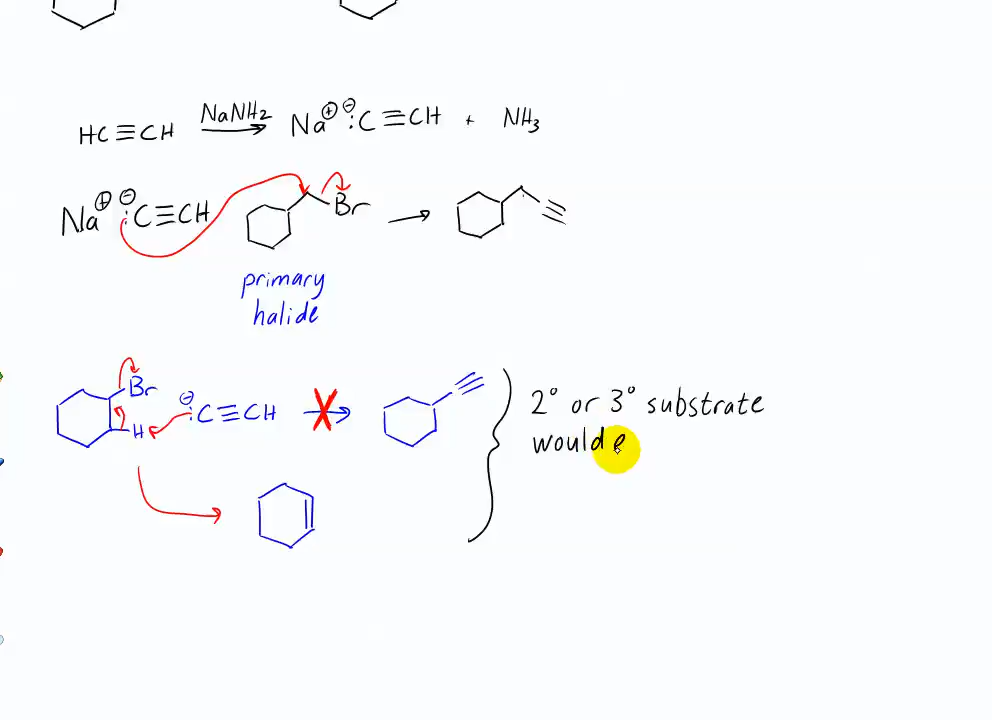 HC≡CH NaNH2 Na⊕ ⊖:C≡CH + NH3
Na⊕ ⊖:C≡CH Br
primary
halide
Br
H ⊖:C≡CH X
2° or 3° substrate
would e